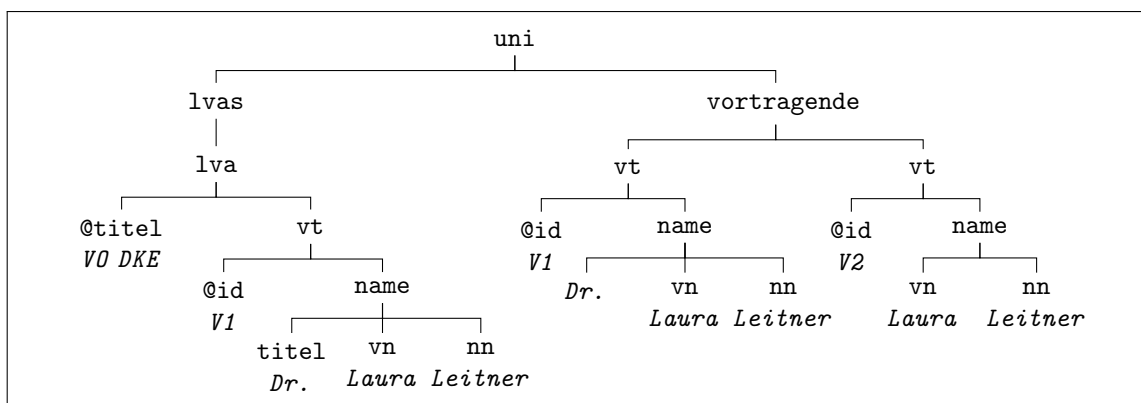 uni
lvas vortragende
lva vt vt
@titel vt @id name @id name
VO DKE V1 V2
@id name Dr. vn nn vn nn
V1 Laura Leitner Laura Leitner
titel vn nn
Dr. Laura Leitner